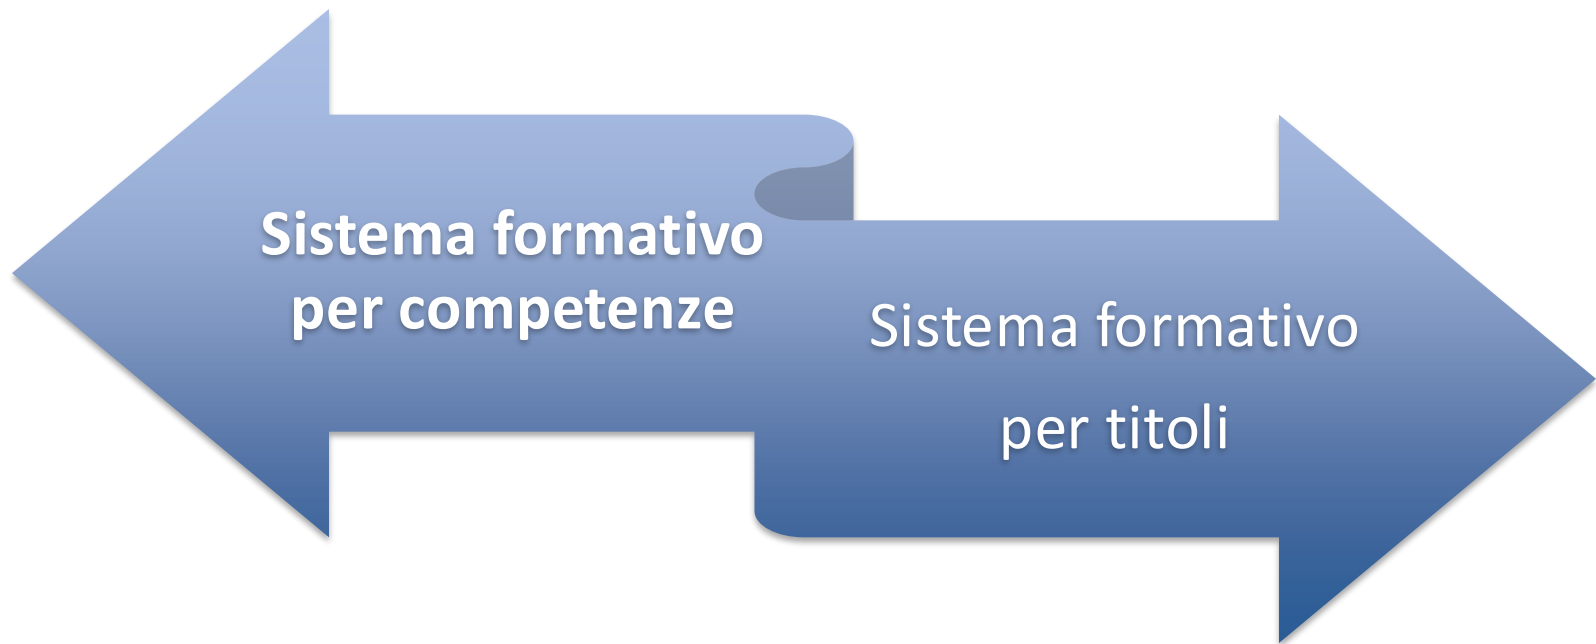 Sistema formativo
per competenze
Sistema formativo
per titoli